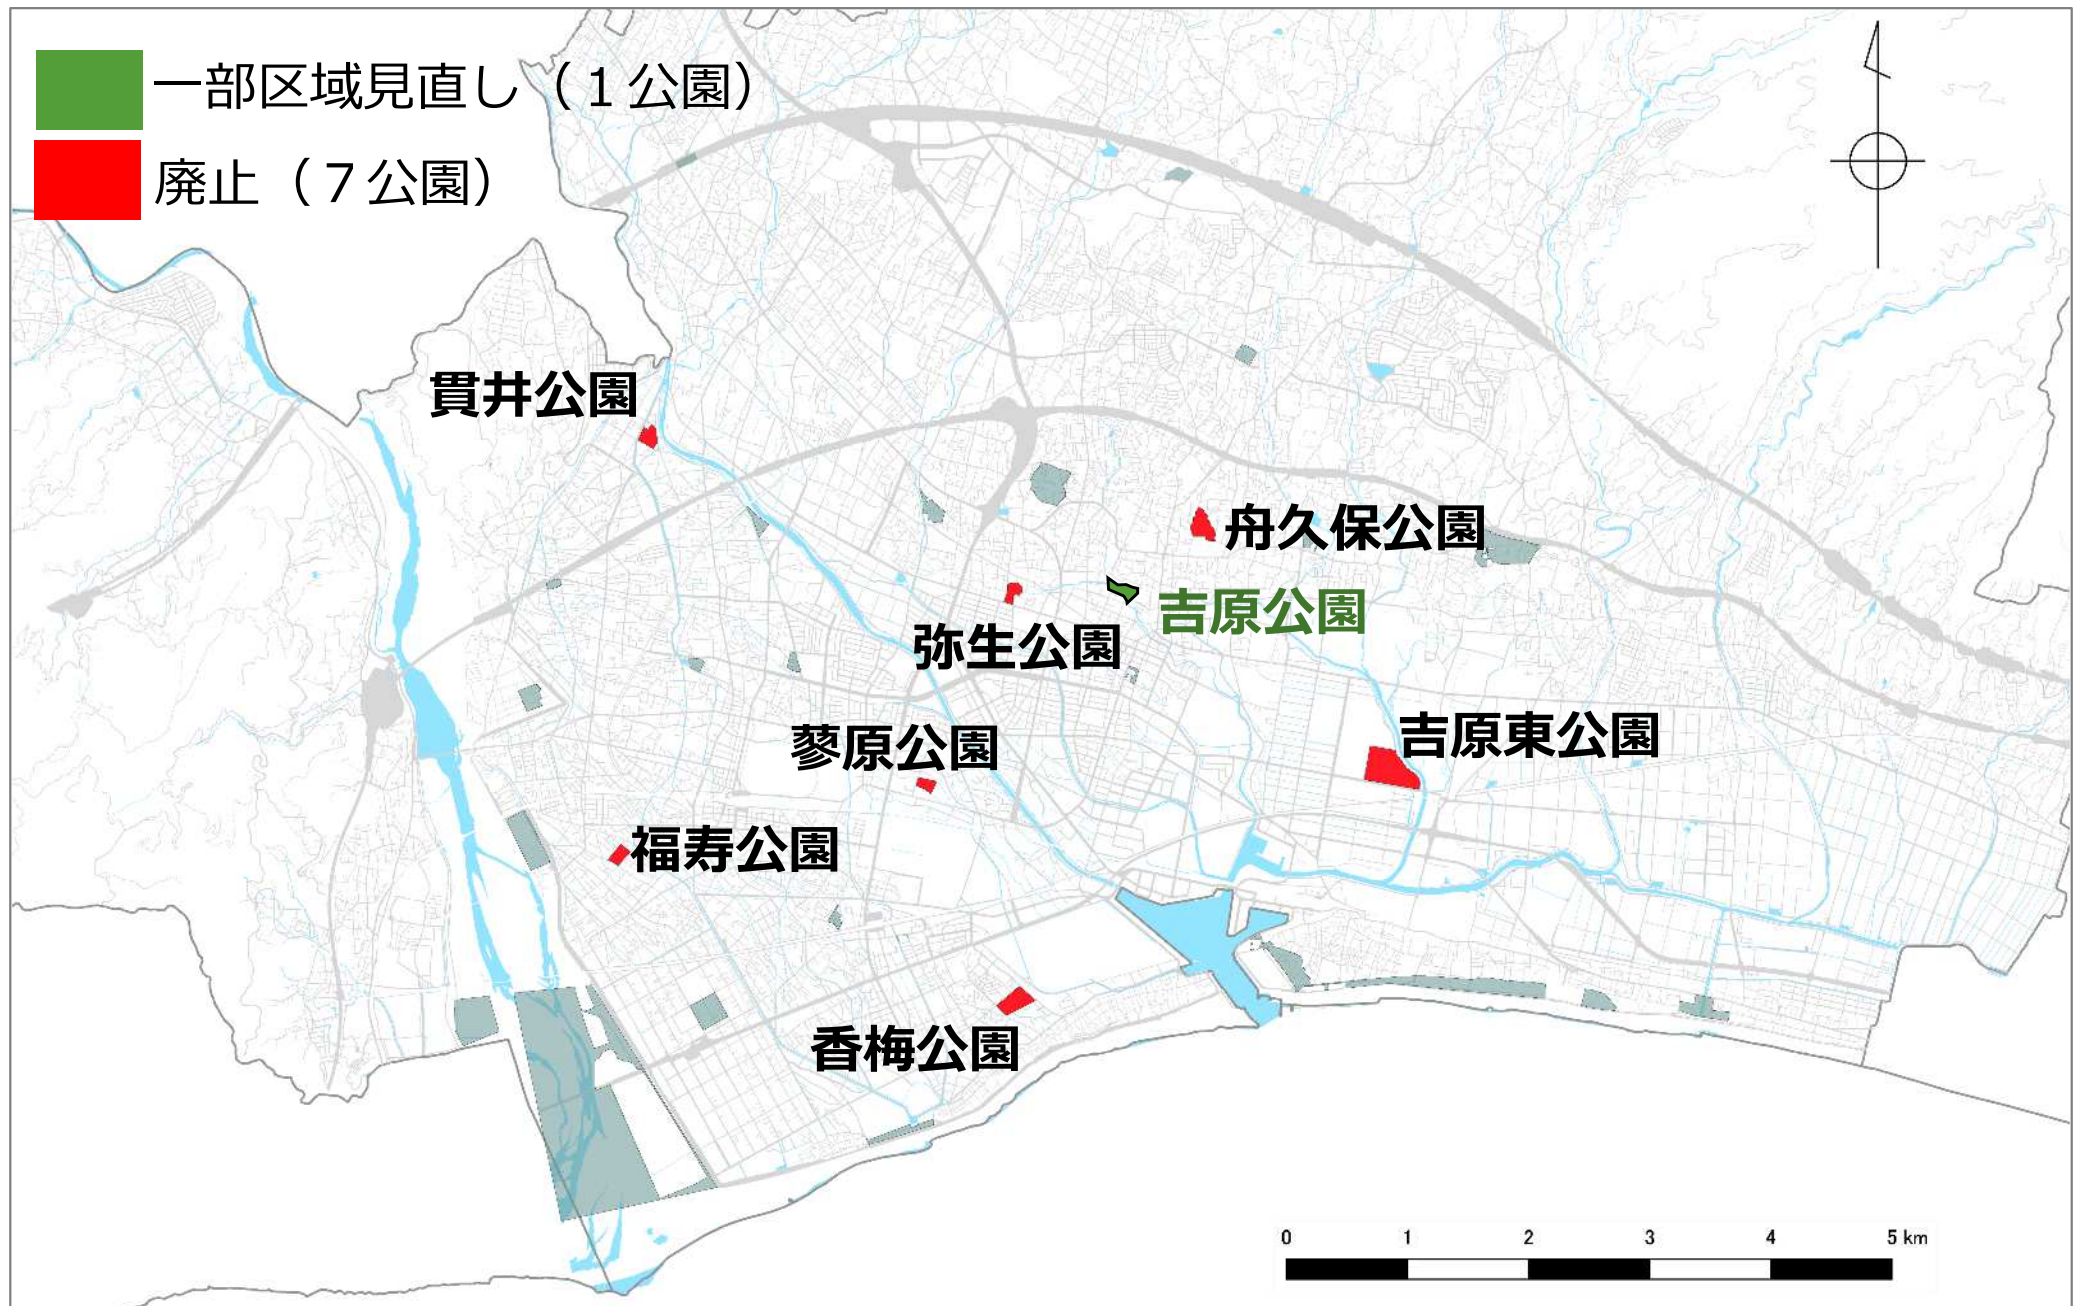 一部区域見直し（１公園）
廃止（７公園）
貫井公園
舟久保公園
吉原公園
弥生公園
吉原東公園
蓼原公園
福寿公園
香梅公園
0 1 2 3 4 5 km